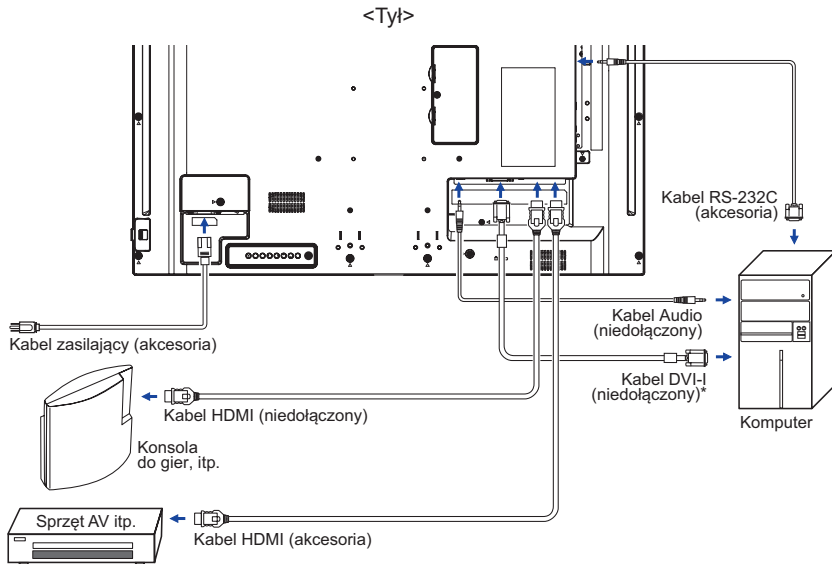 <Tył>
Kabel RS-232C
(akcesoria)
Kabel Audio
(niedołączony)
Kabel zasilający (akcesoria)
Kabel DVI-I
(niedołączony)*
Kabel HDMI (niedołączony)
Komputer
Konsola
do gier, itp.
Sprzęt AV itp.
Kabel HDMI (akcesoria)